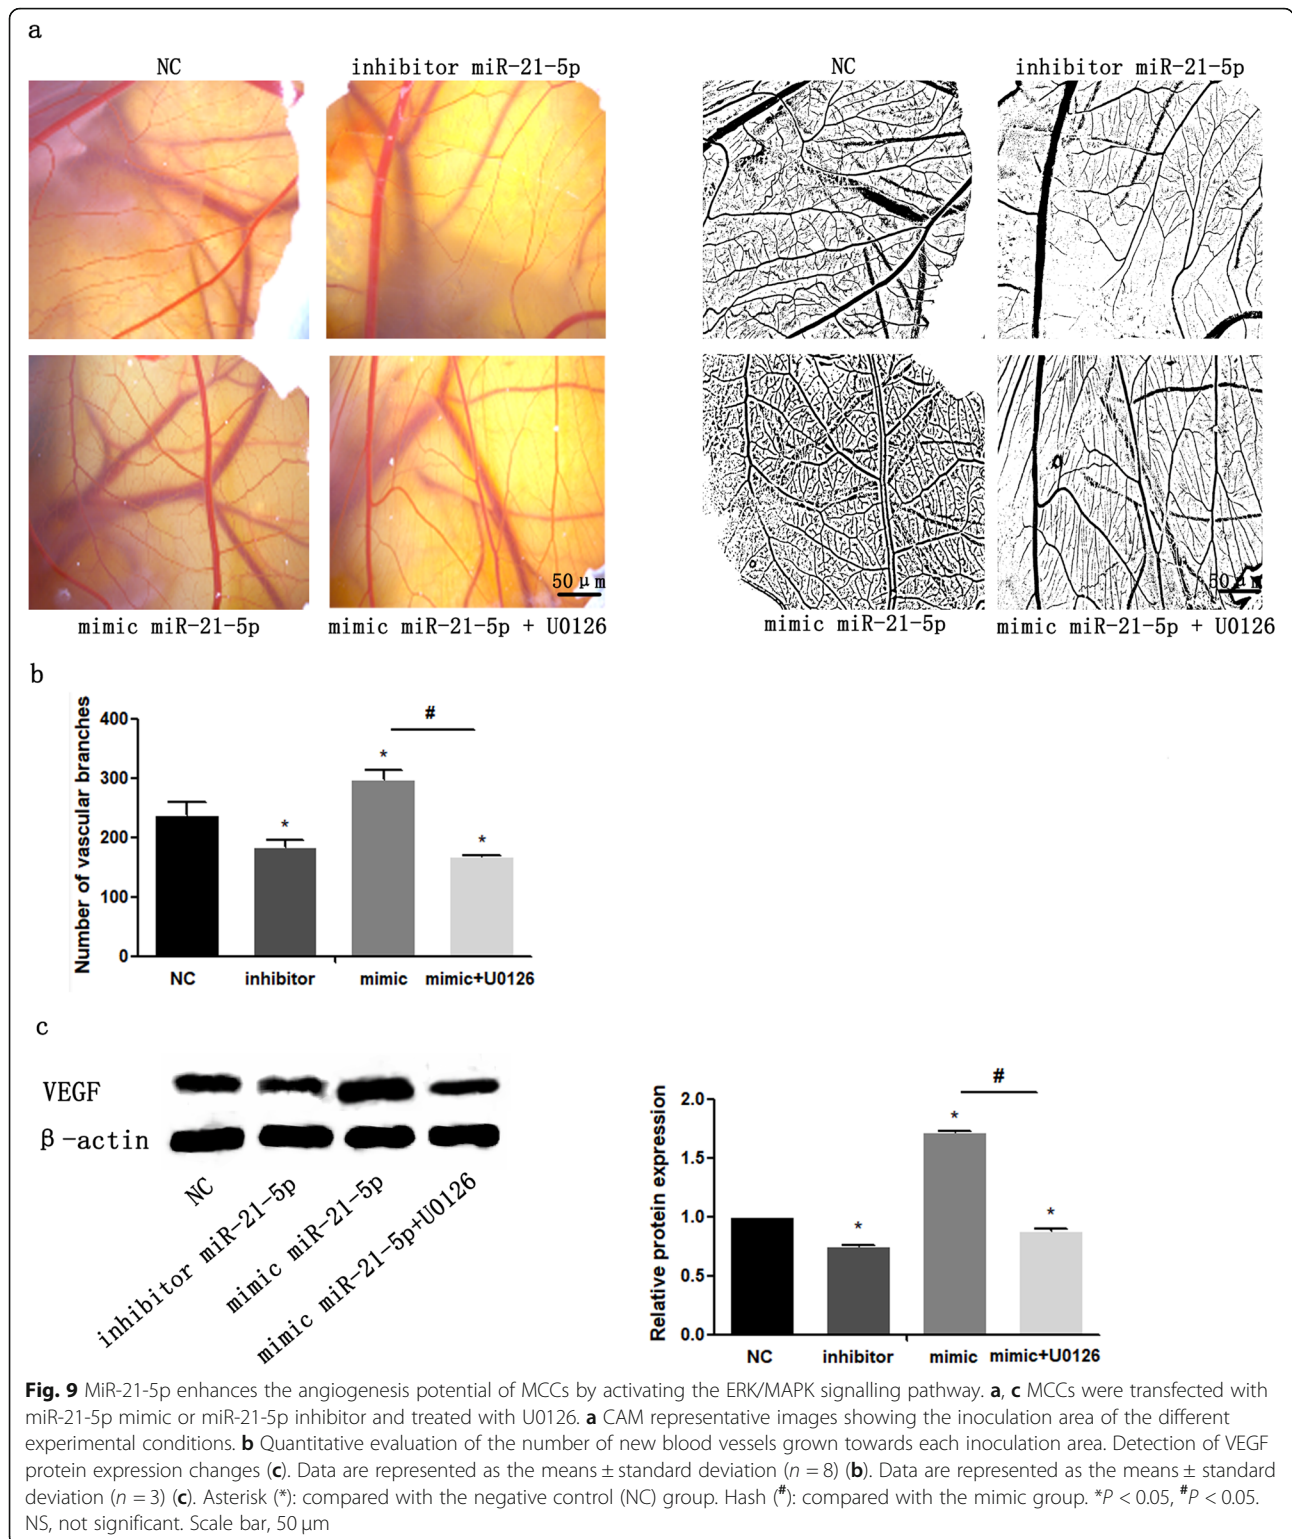 a
NC
inhibitor miR-21-5p
NC
inhibitor miR-21-5p
50 μm
50 μm
mimic miR-21-5p
mimic miR-21-5p + U0126
mimic miR-21-5p
mimic miR-21-5p + U0126
b
Number of vascular branches
400
300
200
100
0
*
*
*
#
NC
inhibitor
mimic
mimic+U0126
c
VEGF
β-actin
NC
inhibitor miR-21-5p
mimic miR-21-5p
mimic miR-21-5p+U0126
Relative protein expression
2.0
1.5
1.0
0.5
0.0
*
*
*
#
NC
inhibitor
mimic
mimic+U0126
Fig. 9 MiR-21-5p enhances the angiogenesis potential of MCCs by activating the ERK/MAPK signalling pathway. a, c MCCs were transfected with
miR-21-5p mimic or miR-21-5p inhibitor and treated with U0126. a CAM representative images showing the inoculation area of the different
experimental conditions. b Quantitative evaluation of the number of new blood vessels grown towards each inoculation area. Detection of VEGF
protein expression changes (c). Data are represented as the means ± standard deviation (n = 8) (b). Data are represented as the means ± standard
deviation (n = 3) (c). Asterisk (*): compared with the negative control (NC) group. Hash (#): compared with the mimic group. *P < 0.05, #P < 0.05.
NS, not significant. Scale bar, 50 μm